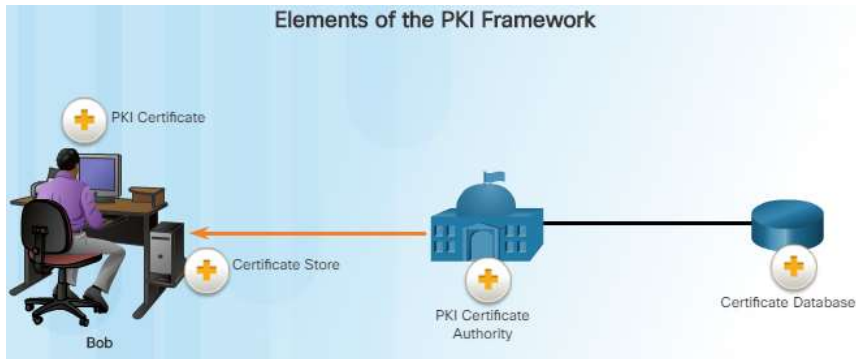 Elements of the PKI Framework
PKI Certificate
Certificate Store
Bob
PKI Certificate
Authority
Certificate Database